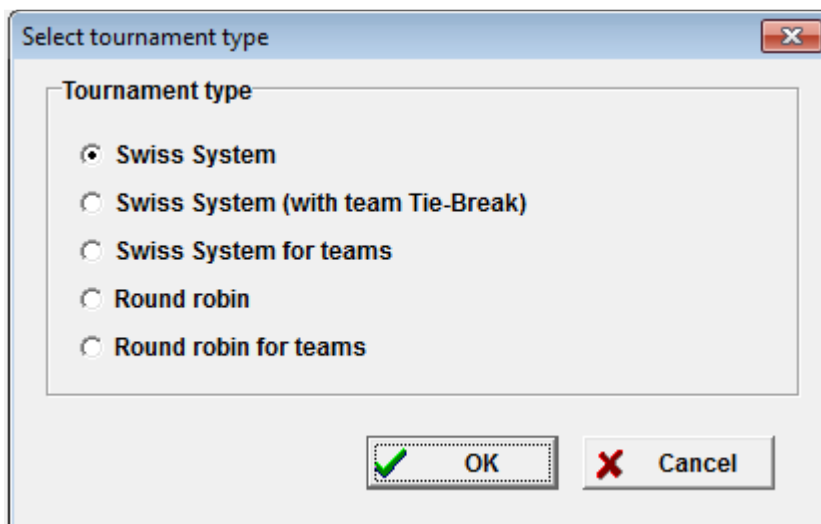 Select tournament type
Tournament type
Swiss System
Swiss System (with team Tie-Break)
Swiss System for teams
Round robin
Round robin for teams
OK
Cancel